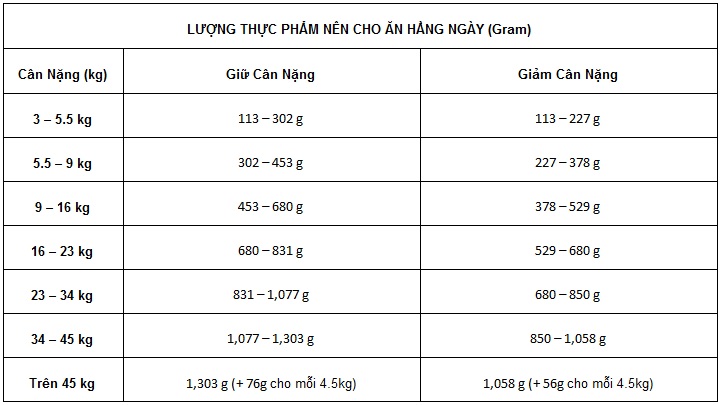 LƯỢNG THỰC PHẨM NÊN CHO ĂN HẰNG NGÀY (Gram)
Cân Nặng (kg) Giữ Cân Nặng Giảm Cân Nặng
3 – 5.5 kg 113 – 302 g 113 – 227 g
5.5 – 9 kg 302 – 453 g 227 – 378 g
9 – 16 kg 453 – 680 g 378 – 529 g
16 – 23 kg 680 – 831 g 529 – 680 g
23 – 34 kg 831 – 1,077 g 680 – 850 g
34 – 45 kg 1,077 – 1,303 g 850 – 1,058 g
Trên 45 kg 1,303 g (+ 76g cho mỗi 4.5kg) 1,058 g (+ 56g cho mỗi 4.5kg)